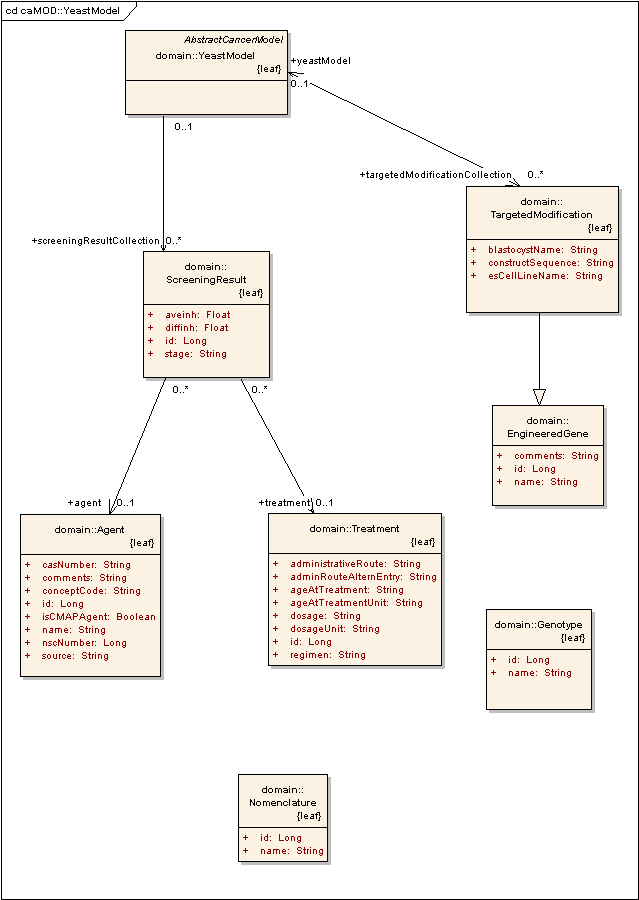 cd caMOD::YeastModel
AbstractCancerModel
domain::YeastModel
{leaf}
+yeastModel
0..1
0..1
+targetedModificationCollection
0..*
domain::
TargetedModification
{leaf}
+ blastocystName: String
+ constructSequence: String
+ esCellLineName: String
+screeningResultCollection
0..*
domain::
ScreeningResult
{leaf}
+ aveinh: Float
+ diffinh: Float
+ id: Long
+ stage: String
0..*
0..*
domain::
EngineeredGene
+ comments: String
+ id: Long
+ name: String
+agent
0..1
+treatment
0..1
domain::Agent
{leaf}
+ casNumber: String
+ comments: String
+ conceptCode: String
+ id: Long
+ isCMAPAgent: Boolean
+ name: String
+ nscNumber: Long
+ source: String
domain::Treatment
{leaf}
+ administrativeRoute: String
+ adminRouteAlternEntry: String
+ ageAtTreatment: String
+ ageAtTreatmentUnit: String
+ dosage: String
+ dosageUnit: String
+ id: Long
+ regimen: String
domain::Genotype
{leaf}
+ id: Long
+ name: String
domain::
Nomenclature
{leaf}
+ id: Long
+ name: String